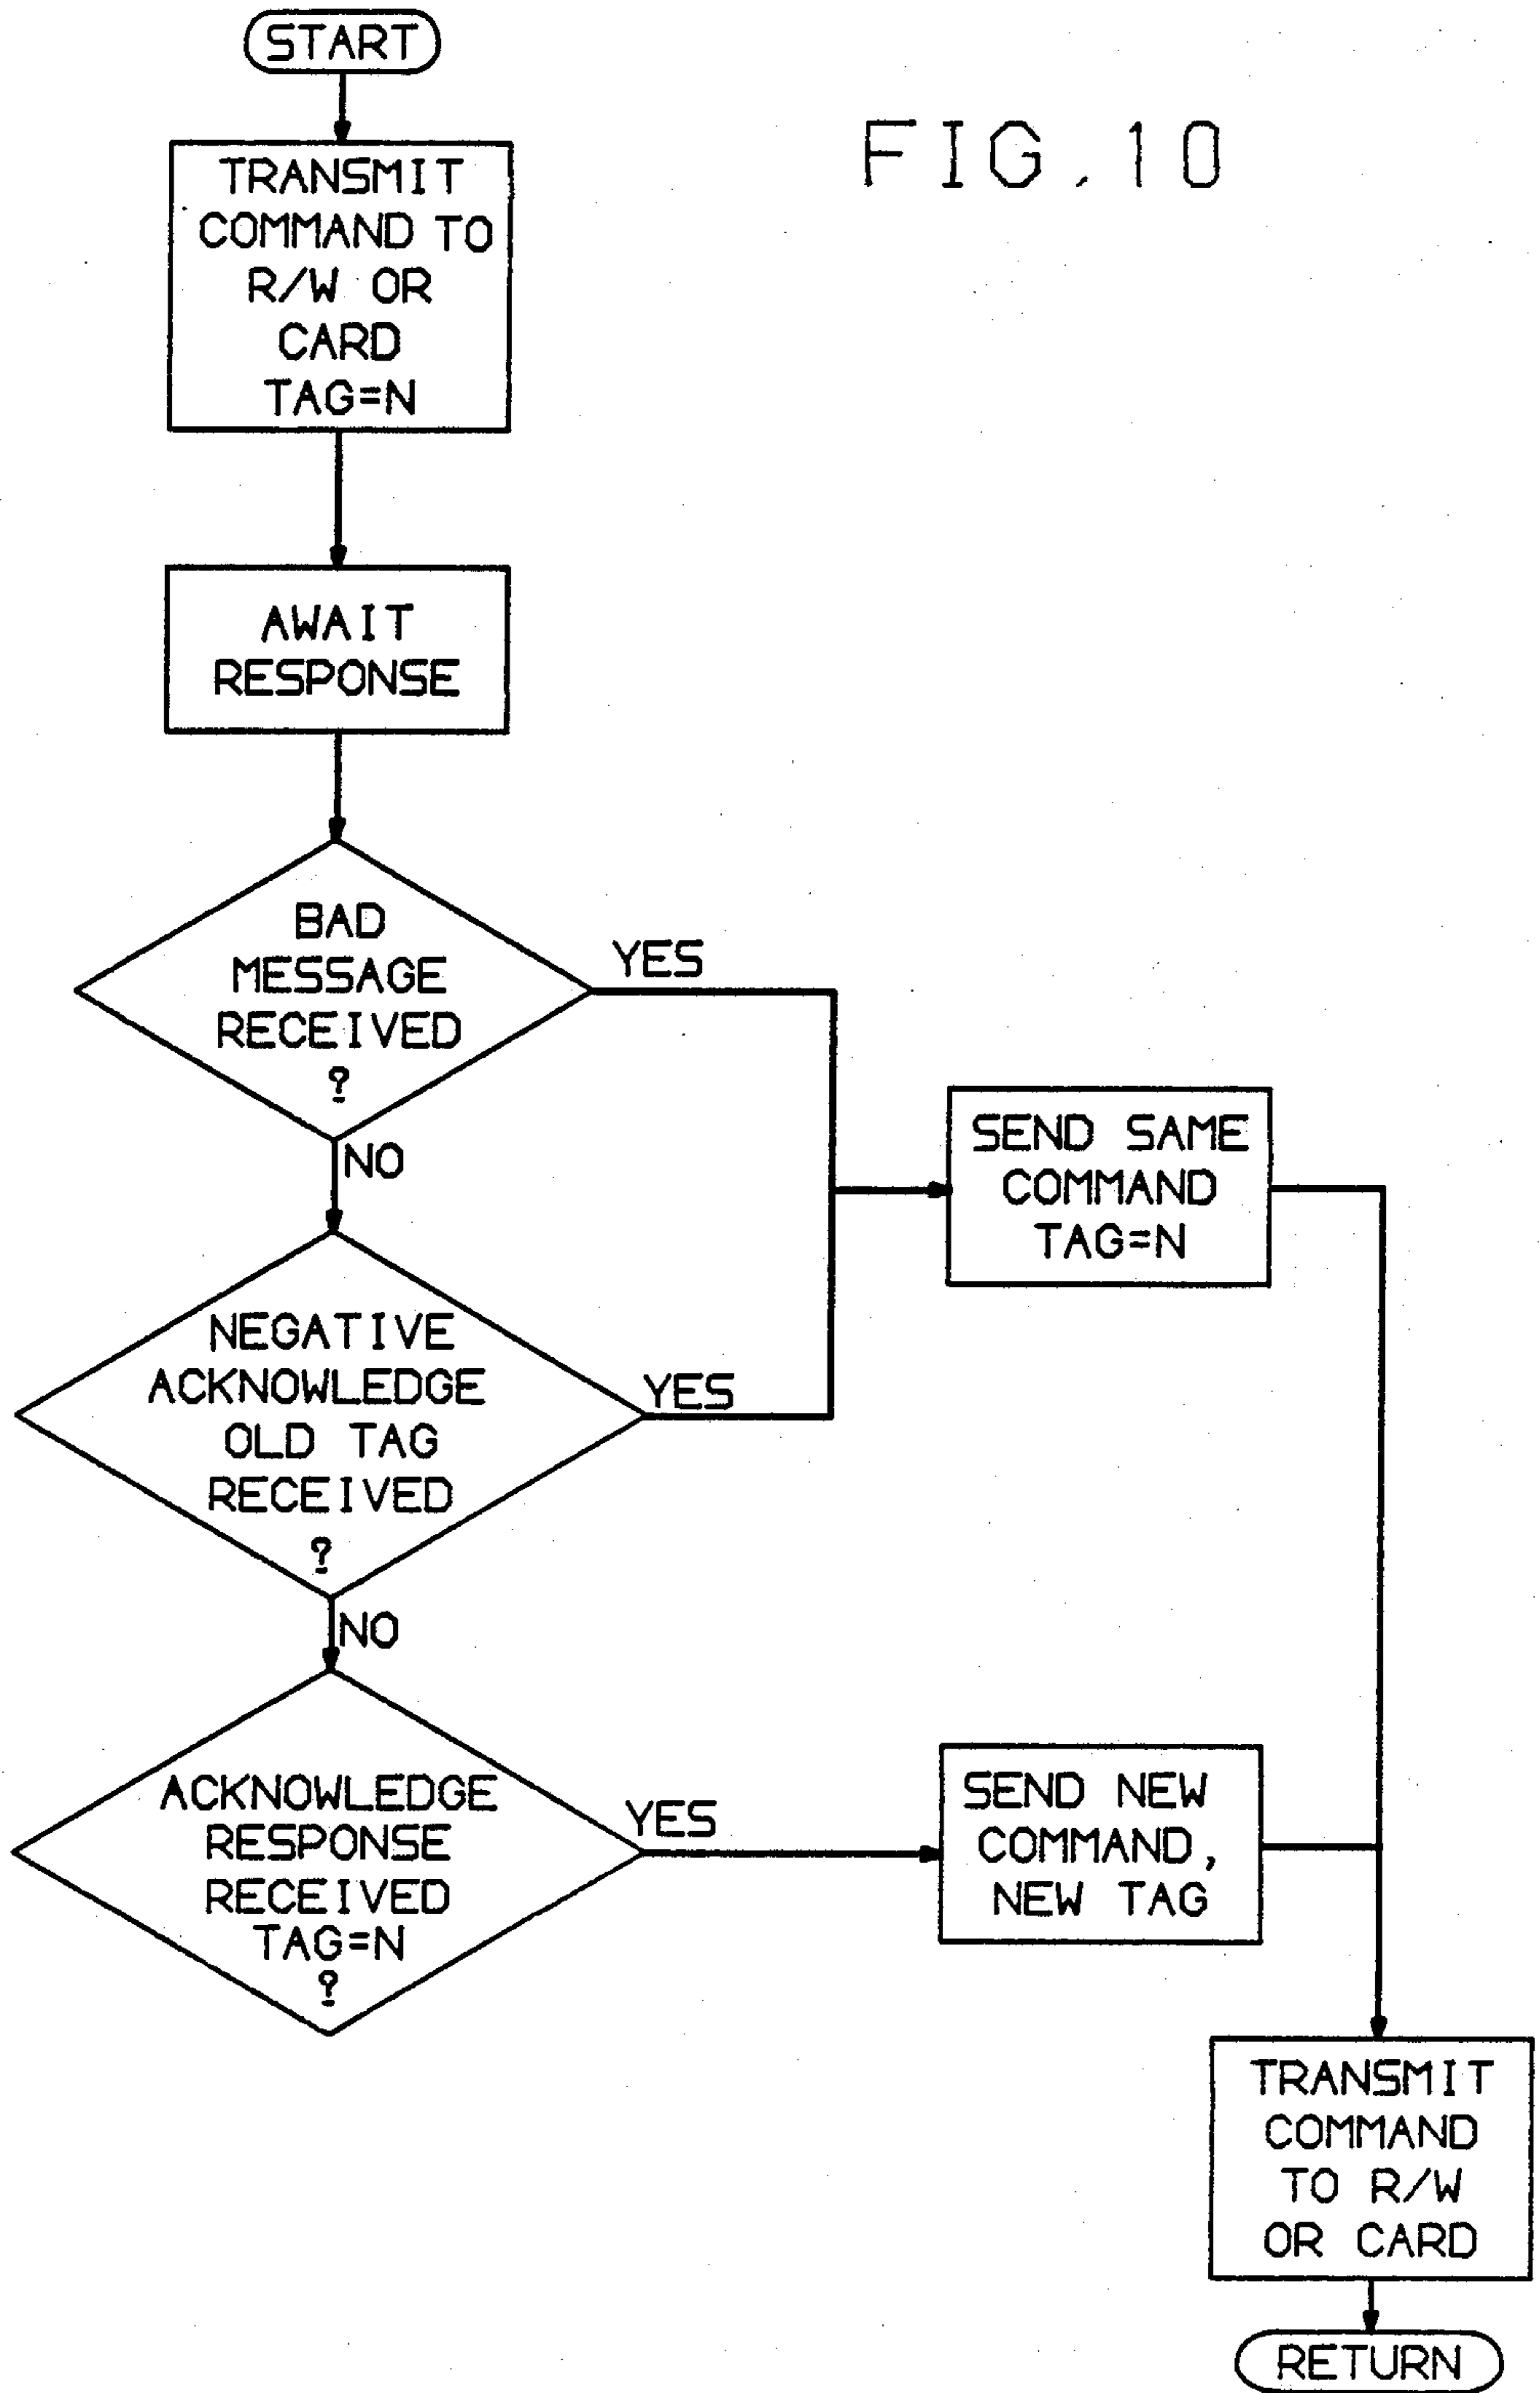 START
FIG. 10
TRANSMIT
COMMAND TO
R/W OR
CARD
TAG=N
AWAIT
RESPONSE
BAD
MESSAGE
RECEIVED
?
YES
NO
SEND SAME
COMMAND
TAG=N
NEGATIVE
ACKNOWLEDGE
OLD TAG
RECEIVED
?
YES
NO
ACKNOWLEDGE
RESPONSE
RECEIVED
TAG=N
?
YES
SEND NEW
COMMAND,
NEW TAG
TRANSMIT
COMMAND
TO R/W
OR CARD
RETURN